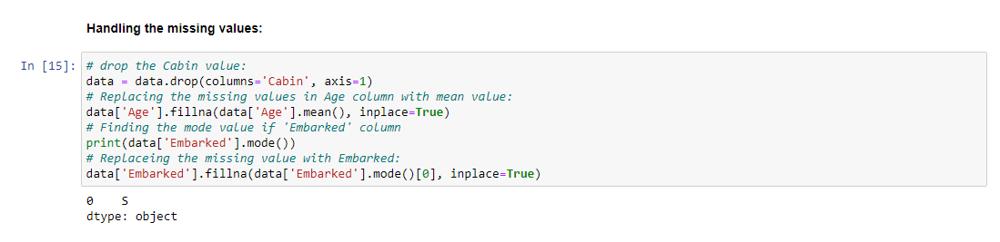 Handling the missing values:
In [15]: # drop the Cabin value:
data = data.drop(columns='Cabin', axis=1)
# Replacing the missing values in Age column with mean value:
data['Age'].fillna(data['Age'].mean(), inplace=True)
# Finding the mode value if 'Embarked' column
print(data['Embarked'].mode())
# Replaceing the missing value with Embarked:
data['Embarked'].fillna(data['Embarked'].mode()[0], inplace=True)
0    S
dtype: object